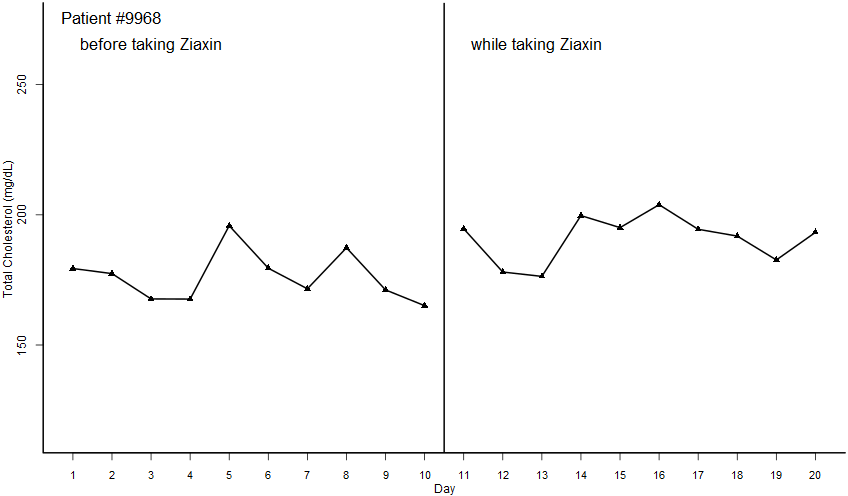 Patient #9968
before taking Ziaxin
while taking Ziaxin
Total Cholesterol (mg/dL)
250
200
150
1 2 3 4 5 6 7 8 9 10 11 12 13 14 15 16 17 18 19 20
Day